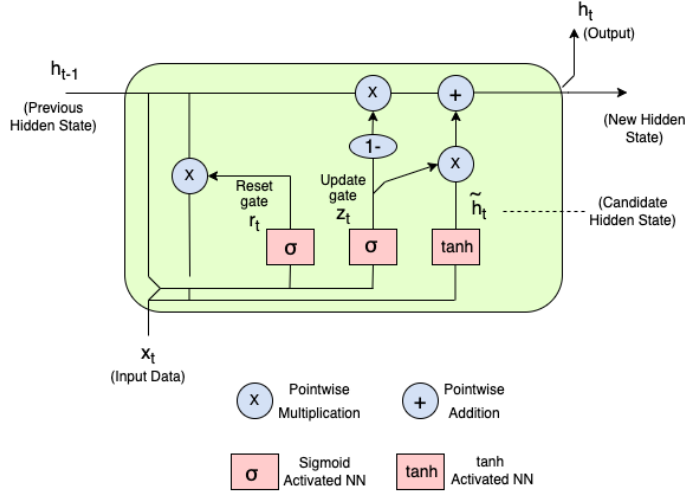 h_t
(Output)
h_{t-1}
(Previous
Hidden State)
x
+
(New Hidden
State)
1-
x
Reset
gate
r_t
Update
gate
z_t
x
h̃_t
(Candidate
Hidden State)
σ
σ
tanh
x_t
(Input Data)
x
Pointwise
Multiplication
+
Pointwise
Addition
σ
Sigmoid
Activated NN
tanh
tanh
Activated NN